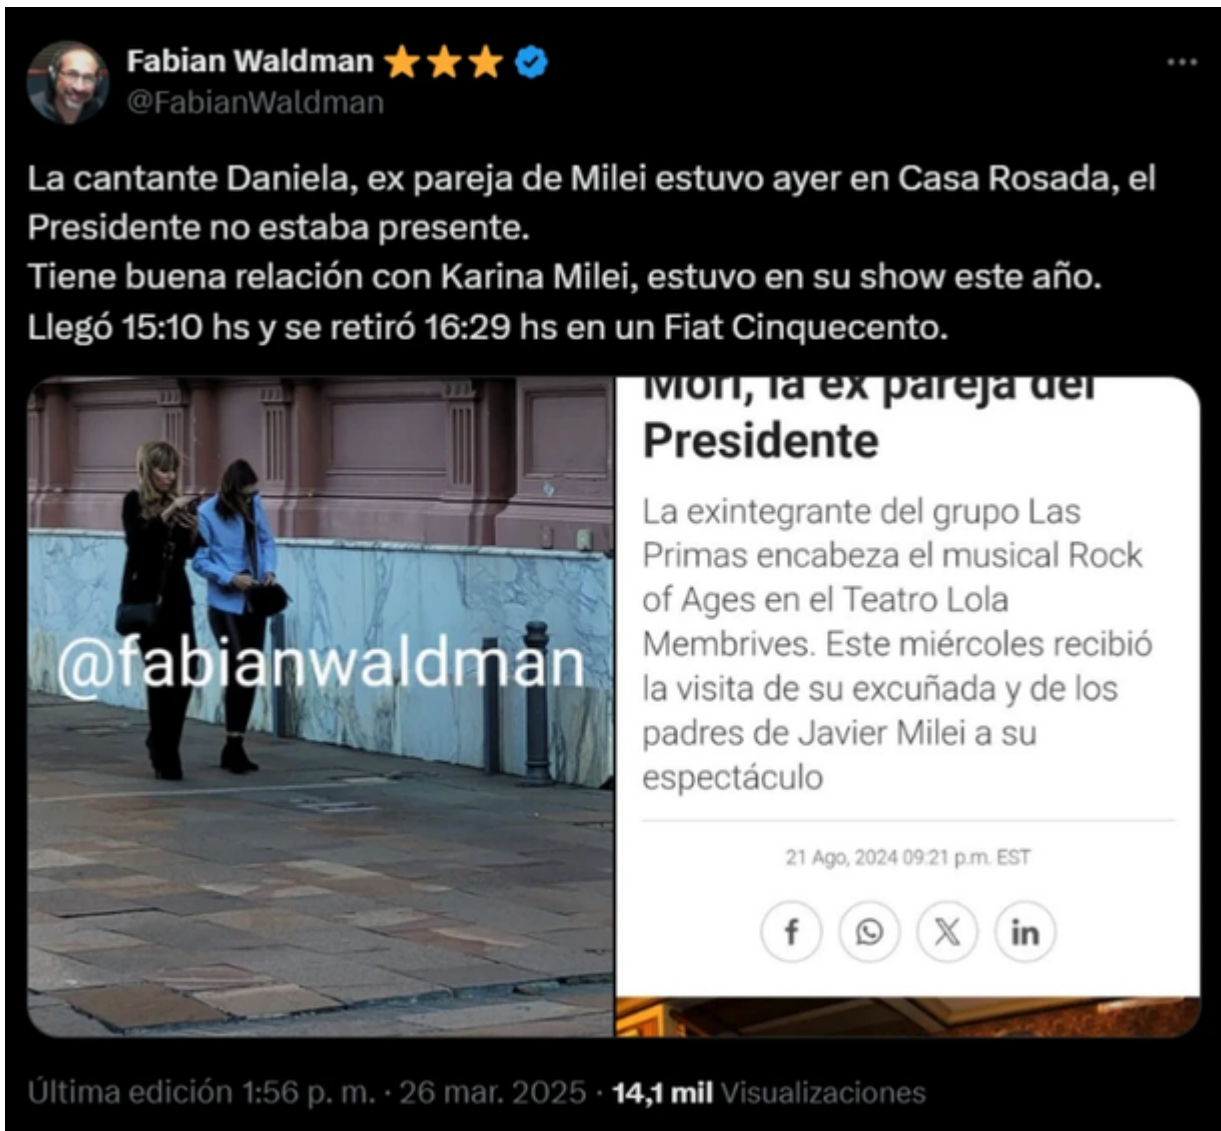 Fabian Waldman
@FabianWaldman
La cantante Daniela, ex pareja de Milei estuvo ayer en Casa Rosada, el
Presidente no estaba presente.
Tiene buena relación con Karina Milei, estuvo en su show este año.
Llegó 15:10 hs y se retiró 16:29 hs en un Fiat Cinquecento.
@fabianwaldman
Mori, la ex pareja del
Presidente
La exintegrante del grupo Las
Primas encabeza el musical Rock
of Ages en el Teatro Lola
Membrives. Este miércoles recibió
la visita de su excuñada y de los
padres de Javier Milei a su
espectáculo
21 Ago, 2024 09:21 p.m. EST
Última edición 1:56 p. m. · 26 mar. 2025 · 14,1 mil Visualizaciones